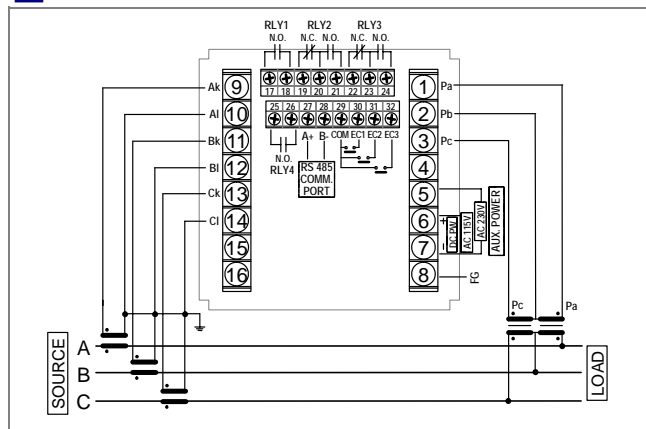 RLY1 RLY2 RLY3
N.O. N.C. N.O. N.C. N.O.
17 18 19 20 21 22 23 24
25 26 27 28 29 30 31 32
A+ B- COM EC1 EC2 EC3
N.O.
RLY4
RS 485
COMM.
PORT
Ak 9
Al 10
Bk 11
Bl 12
Ck 13
Cl 14
15
16
1 Pa
2 Pb
3 Pc
4
5
6 +
7 -
8 FG
DC PW.
AC 115V
AC 230V
AUX. POWER
Pc Pa
SOURCE
A
B
C
LOAD